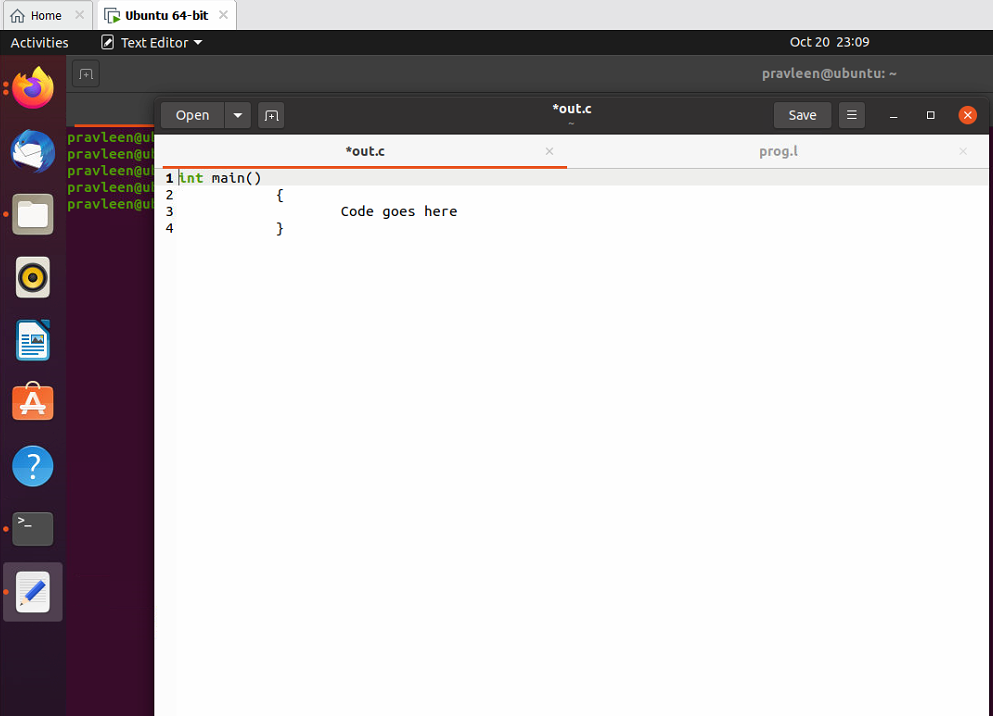 Home
Ubuntu 64-bit
Activities
Text Editor
Oct 20 23:09
pravleen@ubuntu: ~
Open
*out.c
~
Save
*out.c
prog.l
pravleen@ub
pravleen@ub
pravleen@ub
pravleen@ub
pravleen@ub
1 int main()
2 {
3 Code goes here
4 }